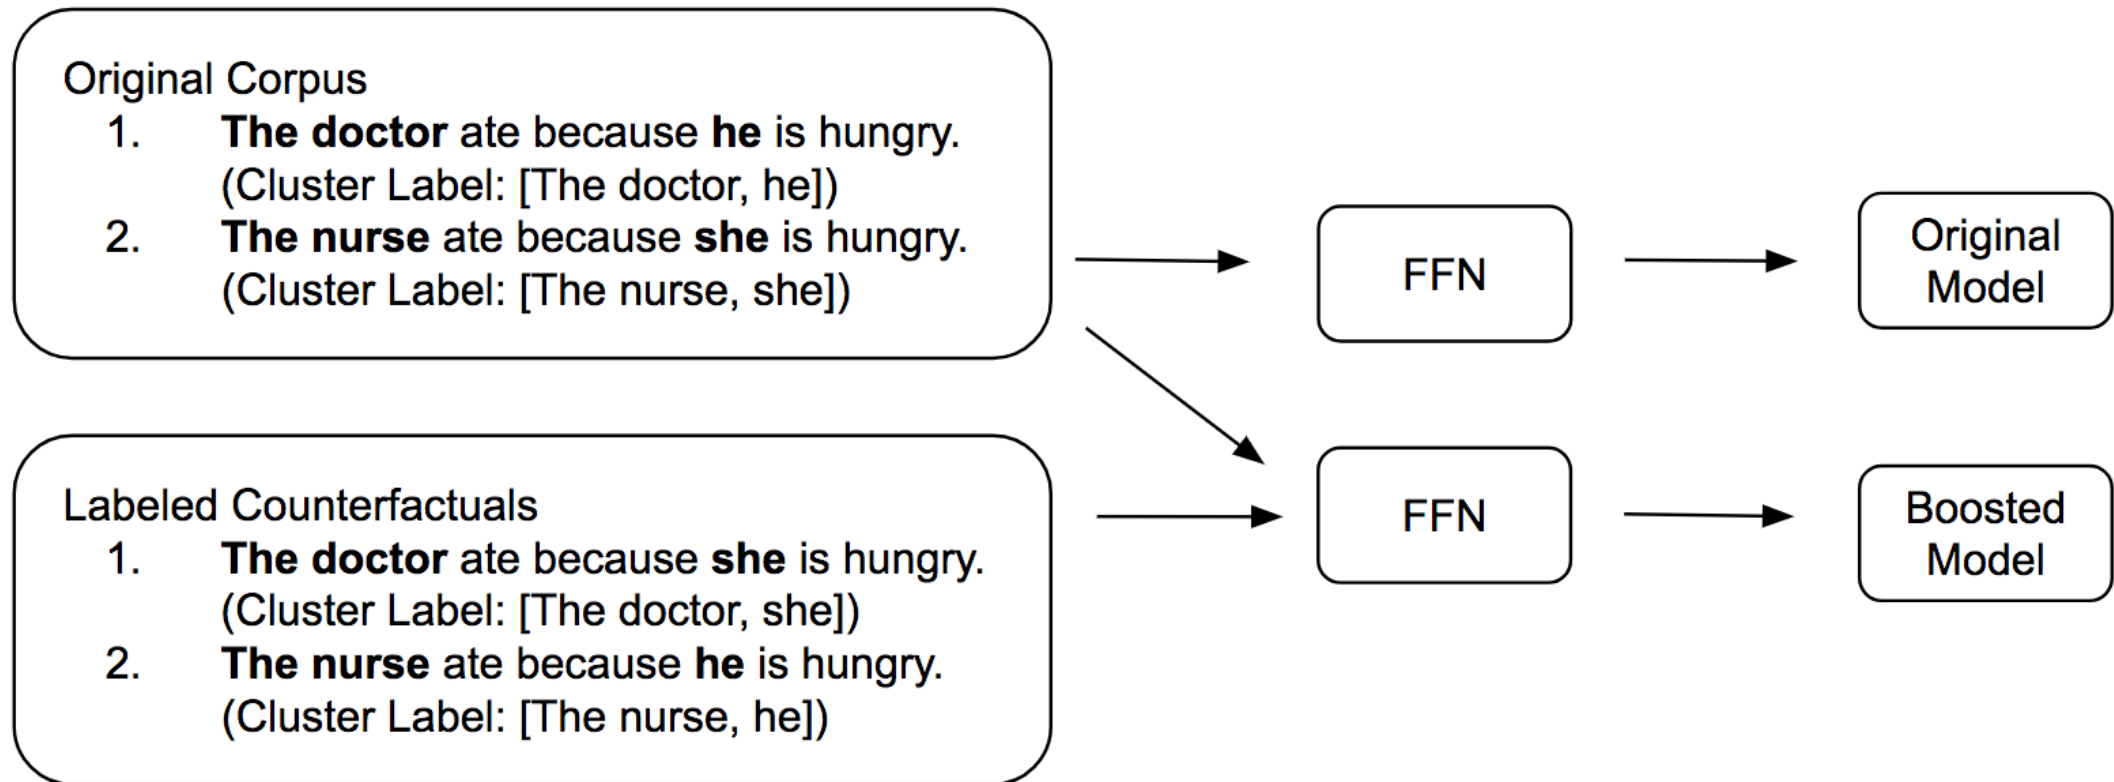 Original Corpus
1. The doctor ate because he is hungry.
(Cluster Label: [The doctor, he])
2. The nurse ate because she is hungry.
(Cluster Label: [The nurse, she])
FFN
Original
Model
Labeled Counterfactuals
1. The doctor ate because she is hungry.
(Cluster Label: [The doctor, she])
2. The nurse ate because he is hungry.
(Cluster Label: [The nurse, he])
FFN
Boosted
Model